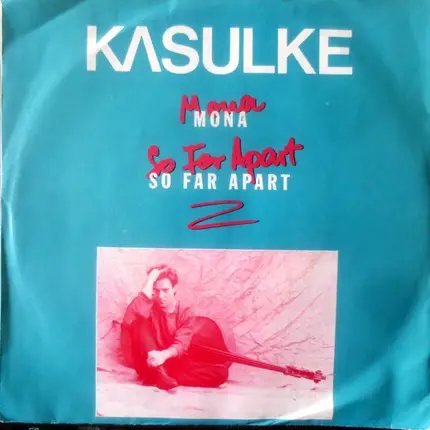 KASULKE
Mona
MONA
So Far Apart
SO FAR APART